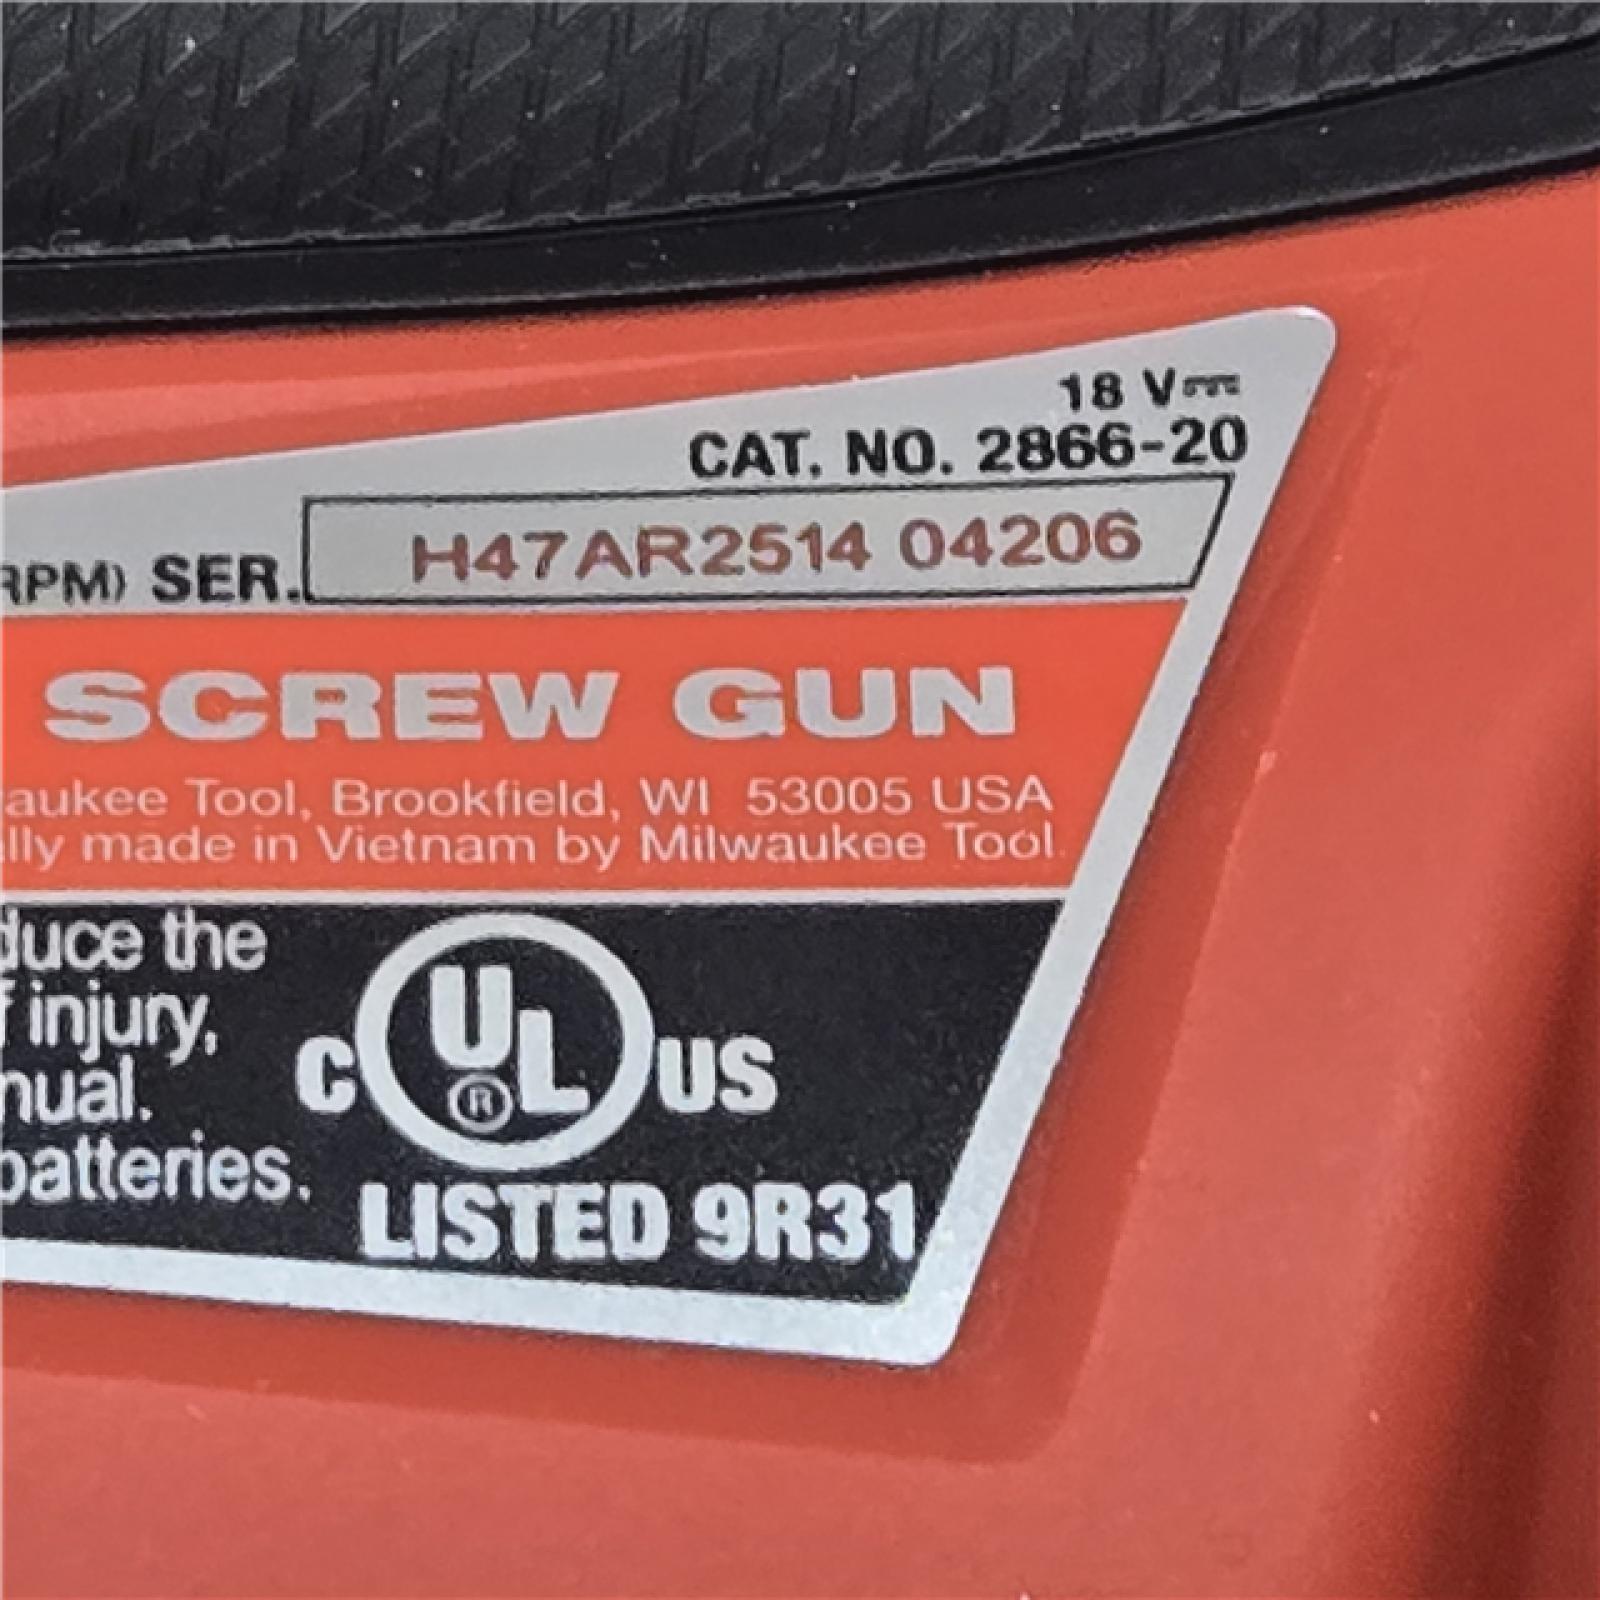 18 V
CAT. NO. 2866-20
RPM) SER. H47AR2514 04206
SCREW GUN
aukee Tool, Brookfield, WI 53005 USA
lly made in Vietnam by Milwaukee Tool.
duce the
f injury,
nual.
batteries.
C UL® US
LISTED 9R31